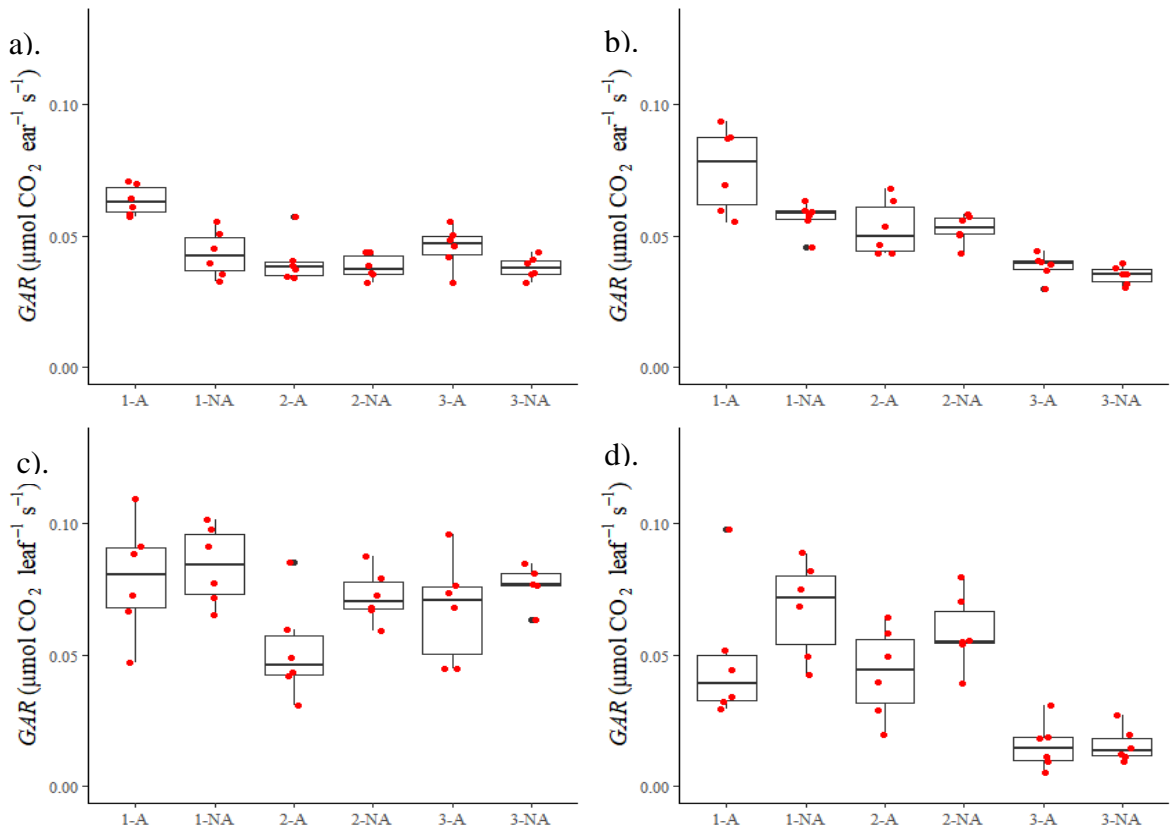 a).
GAR (μmol CO₂ ear⁻¹ s⁻¹)
0.10
0.05
0.00
1-A 1-NA 2-A 2-NA 3-A 3-NA
b).
GAR (μmol CO₂ ear⁻¹ s⁻¹)
0.10
0.05
0.00
1-A 1-NA 2-A 2-NA 3-A 3-NA
c).
GAR (μmol CO₂ leaf⁻¹ s⁻¹)
0.10
0.05
0.00
1-A 1-NA 2-A 2-NA 3-A 3-NA
d).
GAR (μmol CO₂ leaf⁻¹ s⁻¹)
0.10
0.05
0.00
1-A 1-NA 2-A 2-NA 3-A 3-NA